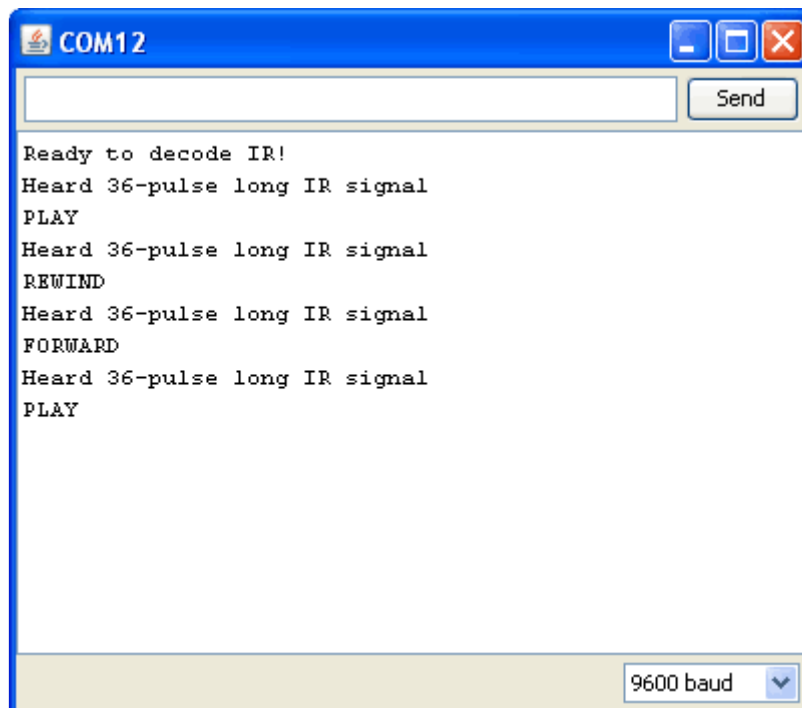 COM12
Send
Ready to decode IR!
Heard 36-pulse long IR signal
PLAY
Heard 36-pulse long IR signal
REWIND
Heard 36-pulse long IR signal
FORWARD
Heard 36-pulse long IR signal
PLAY
9600 baud